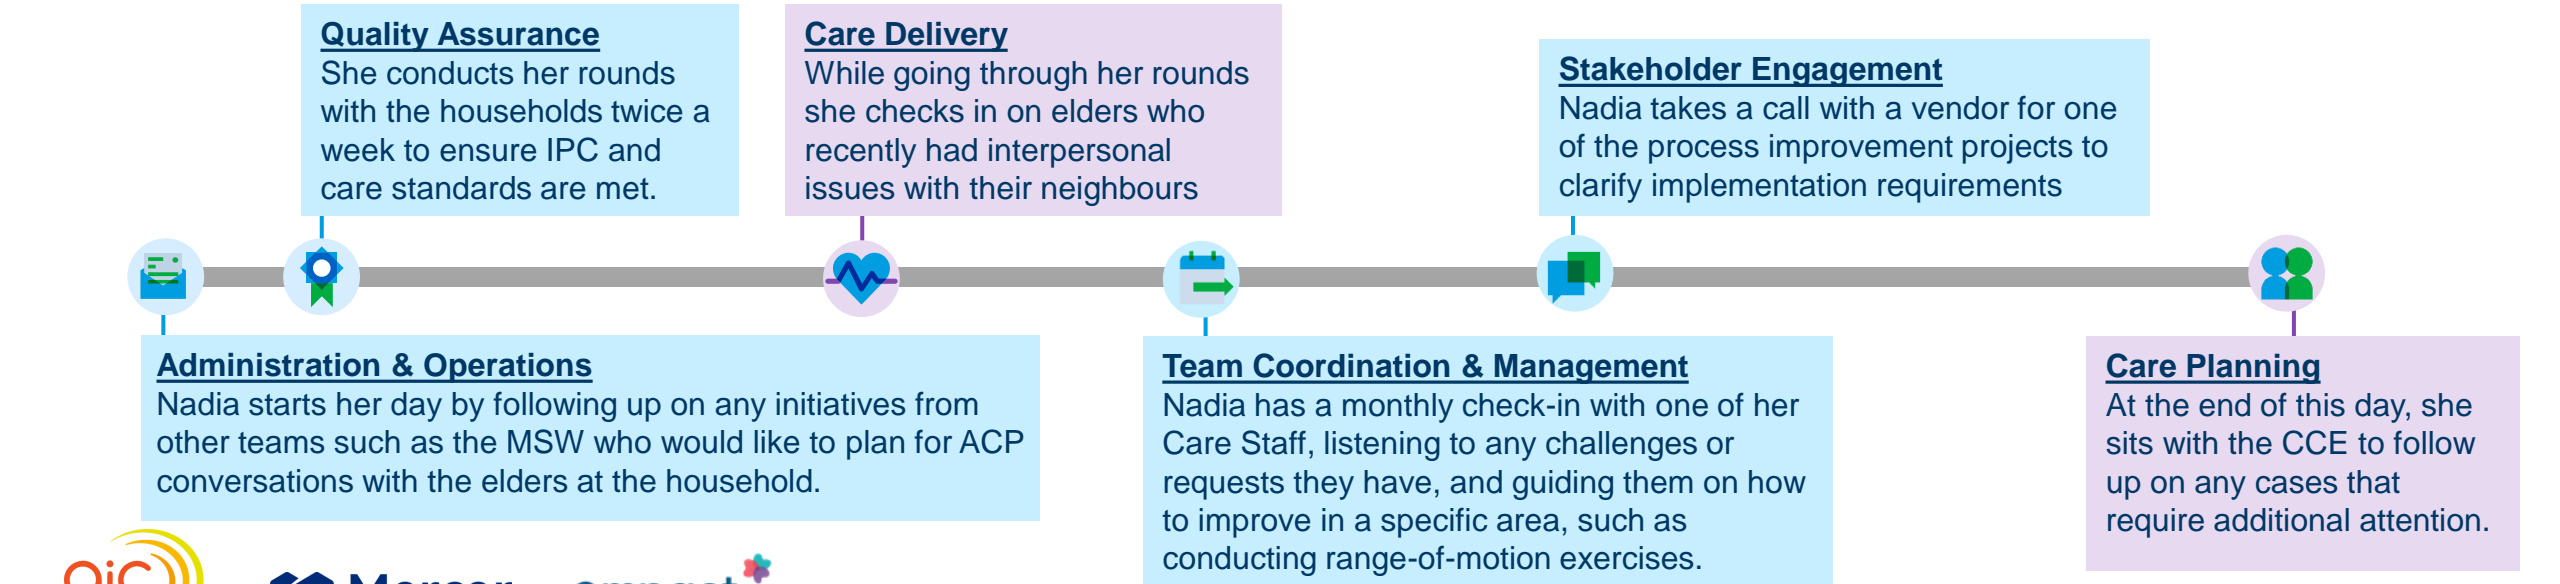 Quality Assurance
She conducts her rounds
with the households twice a
week to ensure IPC and
care standards are met.
Care Delivery
While going through her rounds
she checks in on elders who
recently had interpersonal
issues with their neighbours
Stakeholder Engagement
Nadia takes a call with a vendor for one
of the process improvement projects to
clarify implementation requirements
Administration & Operations
Nadia starts her day by following up on any initiatives from
other teams such as the MSW who would like to plan for ACP
conversations with the elders at the household.
Team Coordination & Management
Nadia has a monthly check-in with one of her
Care Staff, listening to any challenges or
requests they have, and guiding them on how
to improve in a specific area, such as
conducting range-of-motion exercises.
Care Planning
At the end of this day, she
sits with the CCE to follow
up on any cases that
require additional attention.